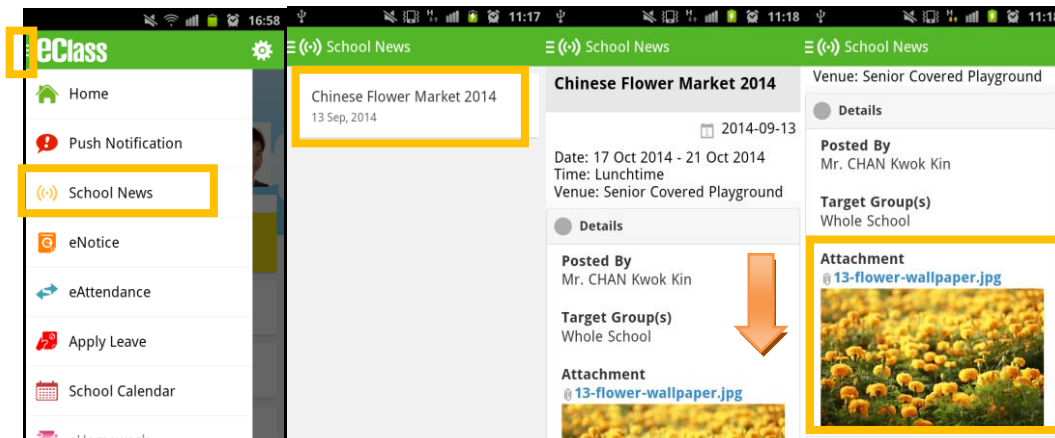 16:58
eClass
Home
Push Notification
School News
eNotice
eAttendance
Apply Leave
School Calendar
11:17
School News
Chinese Flower Market 2014
13 Sep, 2014
11:18
School News
Chinese Flower Market 2014
2014-09-13
Date: 17 Oct 2014 - 21 Oct 2014
Time: Lunchtime
Venue: Senior Covered Playground
Details
Posted By
Mr. CHAN Kwok Kin
Target Group(s)
Whole School
Attachment
13-flower-wallpaper.jpg
11:18
School News
Venue: Senior Covered Playground
Details
Posted By
Mr. CHAN Kwok Kin
Target Group(s)
Whole School
Attachment
13-flower-wallpaper.jpg